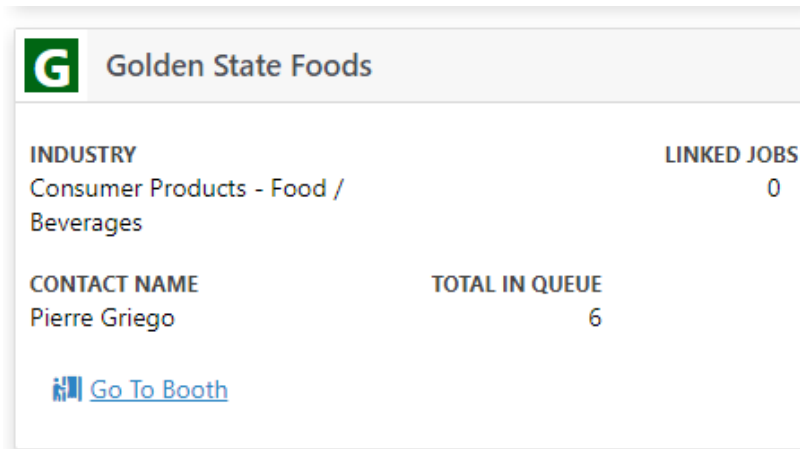 G Golden State Foods
INDUSTRY
Consumer Products - Food /
Beverages
LINKED JOBS
0
CONTACT NAME
Pierre Griego
TOTAL IN QUEUE
6
Go To Booth